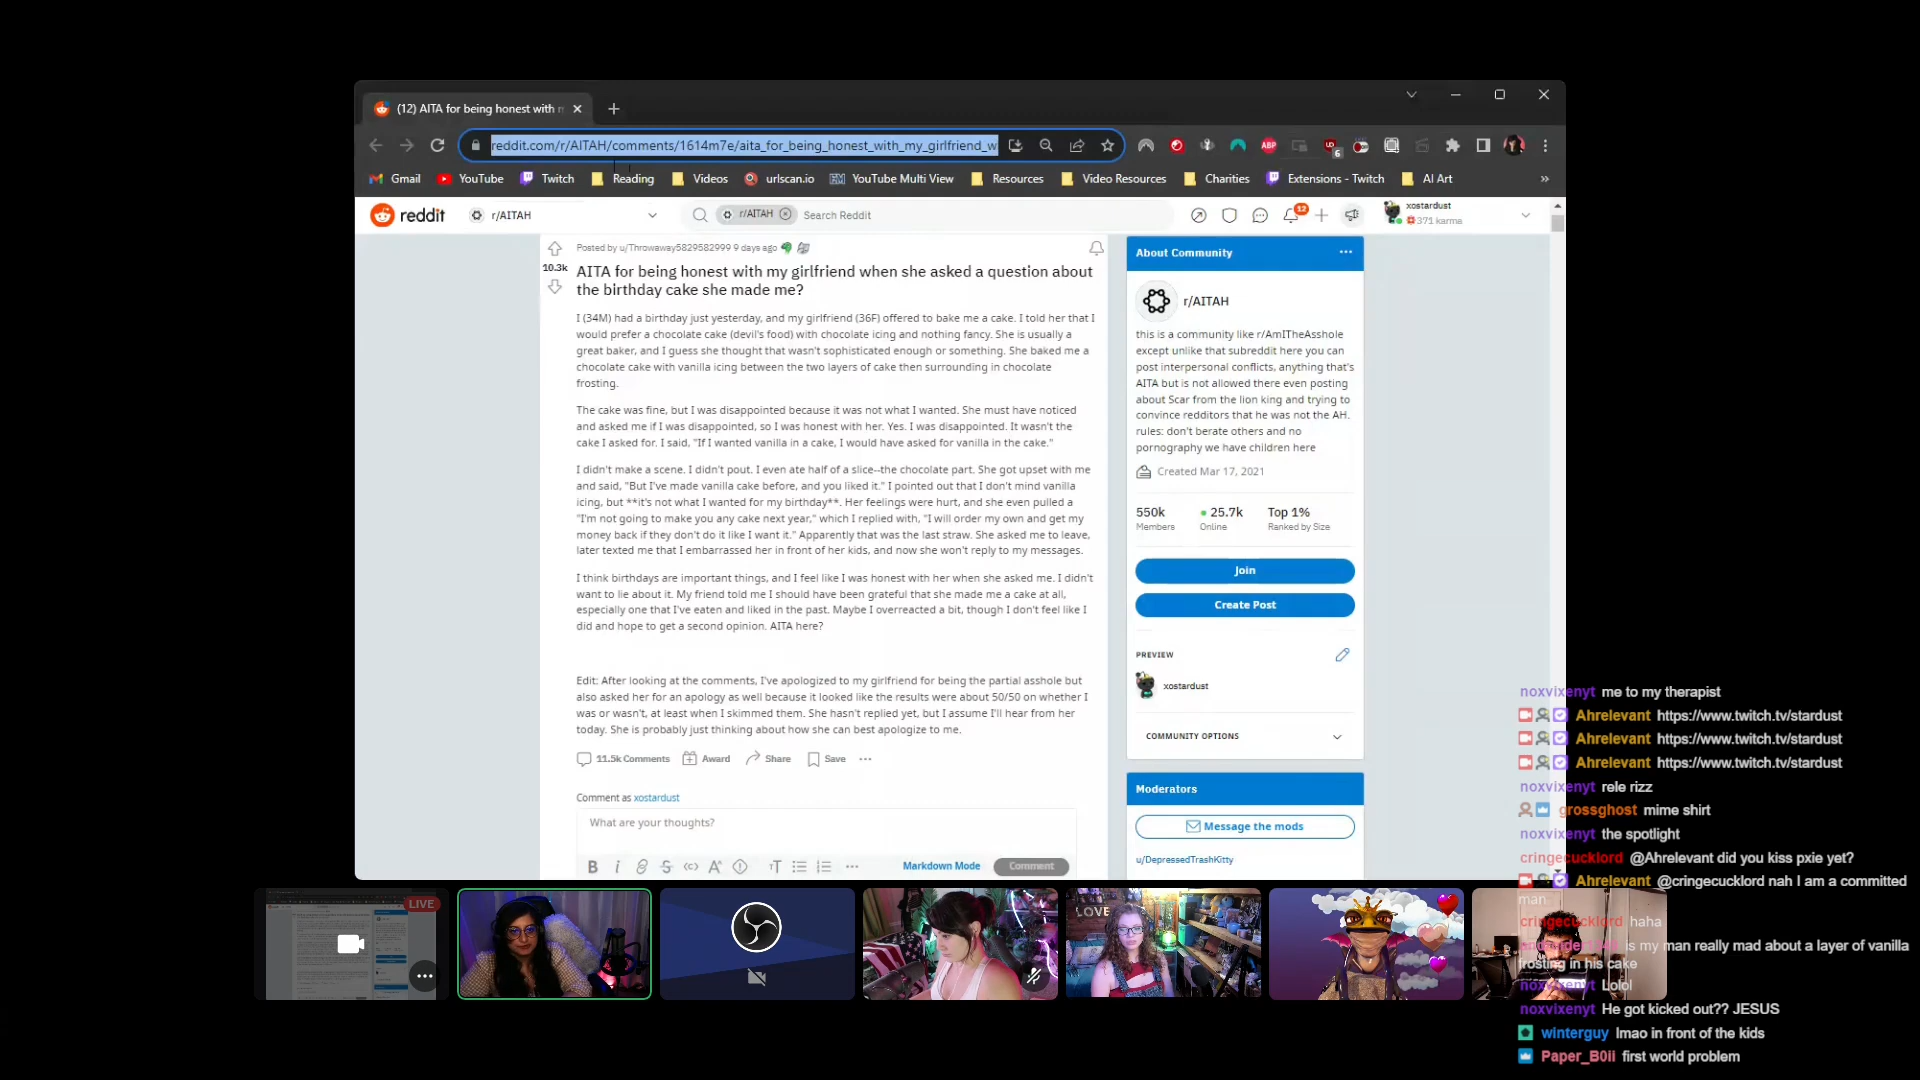 (12) AITA for being honest with
reddit.com/r/AITAH/comments/1614m7e/aita_for_being_honest_with_my_girlfriend_w
ABP
6
Gmail YouTube Twitch Reading Videos urlscan.io YouTube Multi View Resources Video Resources Charities Extensions - Twitch AI Art »
reddit r/AITAH r/AITAH Search Reddit 12 xostardust
371 karma
Posted by u/Throwaway5829582999 9 days ago
10.3k
AITA for being honest with my girlfriend when she asked a question about
the birthday cake she made me?
I (34M) had a birthday just yesterday, and my girlfriend (36F) offered to bake me a cake. I told her that I
would prefer a chocolate cake (devil's food) with chocolate icing and nothing fancy. She is usually a
great baker, and I guess she thought that wasn't sophisticated enough or something. She baked me a
chocolate cake with vanilla icing between the two layers of cake then surrounding in chocolate
frosting.
The cake was fine, but I was disappointed because it was not what I wanted. She must have noticed
and asked me if I was disappointed, so I was honest with her. Yes. I was disappointed. It wasn't the
cake I asked for. I said, "If I wanted vanilla in a cake, I would have asked for vanilla in the cake."
I didn't make a scene. I didn't pout. I even ate half of a slice--the chocolate part. She got upset with me
and said, "But I've made vanilla cake before, and you liked it." I pointed out that I don't mind vanilla
icing, but **it's not what I wanted for my birthday**. Her feelings were hurt, and she even pulled a
"I'm not going to make you any cake next year," which I replied with, "I will order my own and get my
money back if they don't do it like I want it." Apparently that was the last straw. She asked me to leave,
later texted me that I embarrassed her in front of her kids, and now she won't reply to my messages.
I think birthdays are important things, and I feel like I was honest with her when she asked me. I didn't
want to lie about it. My friend told me I should have been grateful that she made me a cake at all,
especially one that I've eaten and liked in the past. Maybe I overreacted a bit, though I don't feel like I
did and hope to get a second opinion. AITA here?
Edit: After looking at the comments, I've apologized to my girlfriend for being the partial asshole but
also asked her for an apology as well because it looked like the results were about 50/50 on whether I
was or wasn't, at least when I skimmed them. She hasn't replied yet, but I assume I'll hear from her
today. She is probably just thinking about how she can best apologize to me.
11.5k Comments Award Share Save
Comment as xostardust
What are your thoughts?
Markdown Mode Comment
About Community
r/AITAH
this is a community like r/AmITheAsshole
except unlike that subreddit here you can
post interpersonal conflicts, anything that's
AITA but is not allowed there even posting
about Scar from the lion king and trying to
convince redditors that he was not the AH.
rules: don't berate others and no
pornography we have children here
Created Mar 17, 2021
550k 25.7k Top 1%
Members Online Ranked by Size
Join
Create Post
PREVIEW
xostardust
COMMUNITY OPTIONS
Moderators
Message the mods
u/DepressedTrashKitty
LIVE
LOVE
noxvixenyt me to my therapist
Ahrelevant https://www.twitch.tv/stardust
Ahrelevant https://www.twitch.tv/stardust
Ahrelevant https://www.twitch.tv/stardust
noxvixenyt rele rizz
grossghost mime shirt
noxvixenyt the spotlight
cringecucklord @Ahrelevant did you kiss pxie yet?
Ahrelevant @cringecucklord nah I am a committed
man
cringecucklord haha
is my man really mad about a layer of vanilla
frosting in his cake
noxvixenyt Lolol
noxvixenyt He got kicked out?? JESUS
winterguy lmao in front of the kids
Paper_B0ii first world problem